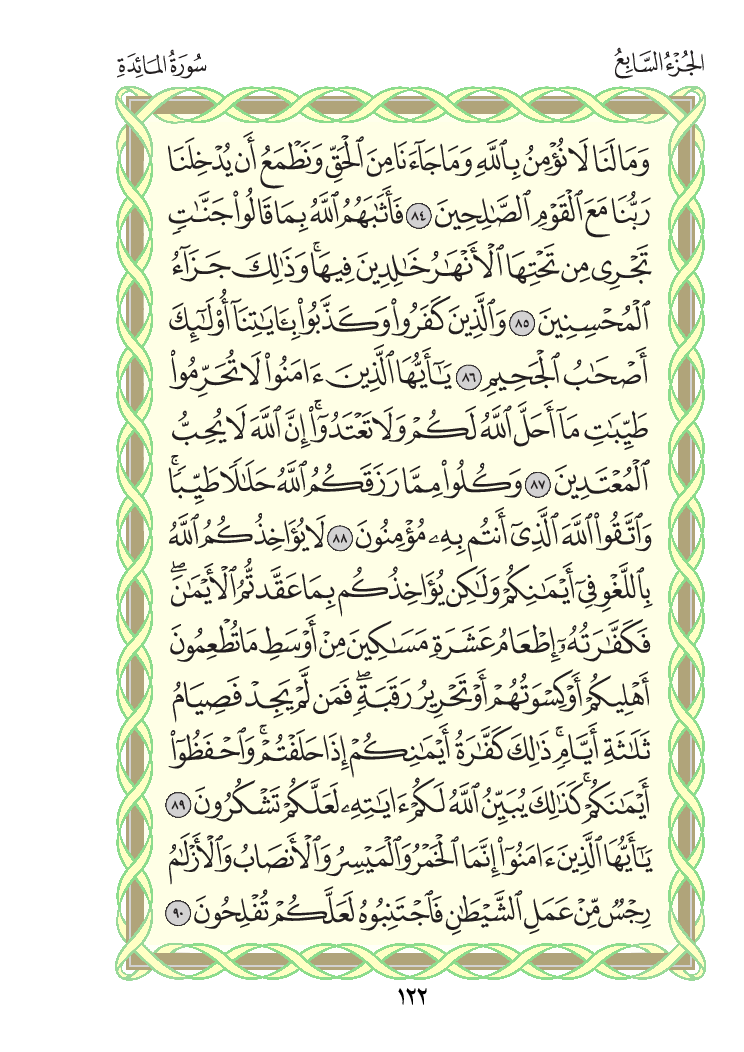 الجُزْءُ السَّابِعُ
سُورَةُ المَائِدَةِ
وَمَا لَنَا لَا نُؤْمِنُ بِٱللَّهِ وَمَا جَآءَنَا مِنَ ٱلْحَقِّ وَنَطْمَعُ أَن يُدْخِلَنَا
رَبُّنَا مَعَ ٱلْقَوْمِ ٱلصَّٰلِحِينَ ٨٤ فَأَثَٰبَهُمُ ٱللَّهُ بِمَا قَالُوا۟ جَنَّٰتٍ
تَجْرِى مِن تَحْتِهَا ٱلْأَنْهَٰرُ خَٰلِدِينَ فِيهَا ۚ وَذَٰلِكَ جَزَآءُ
ٱلْمُحْسِنِينَ ٨٥ وَٱلَّذِينَ كَفَرُوا۟ وَكَذَّبُوا۟ بِـَٔايَٰتِنَآ أُو۟لَٰٓئِكَ
أَصْحَٰبُ ٱلْجَحِيمِ ٨٦ يَٰٓأَيُّهَا ٱلَّذِينَ ءَامَنُوا۟ لَا تُحَرِّمُوا۟
طَيِّبَٰتِ مَآ أَحَلَّ ٱللَّهُ لَكُمْ وَلَا تَعْتَدُوٓا۟ ۚ إِنَّ ٱللَّهَ لَا يُحِبُّ
ٱلْمُعْتَدِينَ ٨٧ وَكُلُوا۟ مِمَّا رَزَقَكُمُ ٱللَّهُ حَلَٰلًا طَيِّبًا ۚ
وَٱتَّقُوا۟ ٱللَّهَ ٱلَّذِىٓ أَنتُم بِهِۦ مُؤْمِنُونَ ٨٨ لَا يُؤَاخِذُكُمُ ٱللَّهُ
بِٱللَّغْوِ فِىٓ أَيْمَٰنِكُمْ وَلَٰكِن يُؤَاخِذُكُم بِمَا عَقَّدتُّمُ ٱلْأَيْمَٰنَ ۖ
فَكَفَّٰرَتُهُۥٓ إِطْعَامُ عَشَرَةِ مَسَٰكِينَ مِنْ أَوْسَطِ مَا تُطْعِمُونَ
أَهْلِيكُمْ أَوْ كِسْوَتُهُمْ أَوْ تَحْرِيرُ رَقَبَةٍ ۖ فَمَن لَّمْ يَجِدْ فَصِيَامُ
ثَلَٰثَةِ أَيَّامٍ ۚ ذَٰلِكَ كَفَّٰرَةُ أَيْمَٰنِكُمْ إِذَا حَلَفْتُمْ ۚ وَٱحْفَظُوٓا۟
أَيْمَٰنَكُمْ ۚ كَذَٰلِكَ يُبَيِّنُ ٱللَّهُ لَكُمْ ءَايَٰتِهِۦ لَعَلَّكُمْ تَشْكُرُونَ ٨٩
يَٰٓأَيُّهَا ٱلَّذِينَ ءَامَنُوٓا۟ إِنَّمَا ٱلْخَمْرُ وَٱلْمَيْسِرُ وَٱلْأَنصَابُ وَٱلْأَزْلَٰمُ
رِجْسٌ مِّنْ عَمَلِ ٱلشَّيْطَٰنِ فَٱجْتَنِبُوهُ لَعَلَّكُمْ تُفْلِحُونَ ٩٠
١٢٢